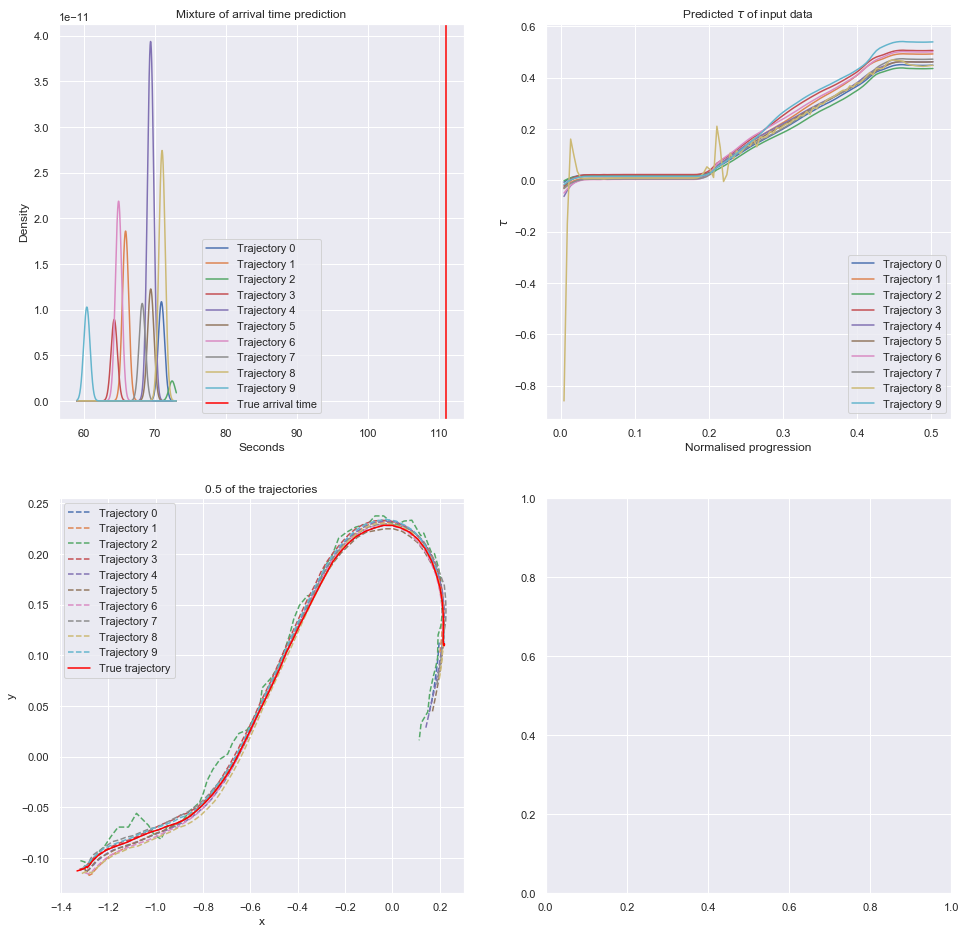 Mixture of arrival time prediction
1e−11
4.0
3.5
3.0
2.5
2.0
1.5
1.0
0.5
0.0
Density
60 70 80 90 100 110
Seconds
Trajectory 0
Trajectory 1
Trajectory 2
Trajectory 3
Trajectory 4
Trajectory 5
Trajectory 6
Trajectory 7
Trajectory 8
Trajectory 9
True arrival time
Predicted τ of input data
0.6
0.4
0.2
0.0
−0.2
−0.4
−0.6
−0.8
τ
0.0 0.1 0.2 0.3 0.4 0.5
Normalised progression
Trajectory 0
Trajectory 1
Trajectory 2
Trajectory 3
Trajectory 4
Trajectory 5
Trajectory 6
Trajectory 7
Trajectory 8
Trajectory 9
0.5 of the trajectories
0.25
0.20
0.15
0.10
0.05
0.00
−0.05
−0.10
y
−1.4 −1.2 −1.0 −0.8 −0.6 −0.4 −0.2 0.0 0.2
x
Trajectory 0
Trajectory 1
Trajectory 2
Trajectory 3
Trajectory 4
Trajectory 5
Trajectory 6
Trajectory 7
Trajectory 8
Trajectory 9
True trajectory
1.0
0.8
0.6
0.4
0.2
0.0
0.0 0.2 0.4 0.6 0.8 1.0